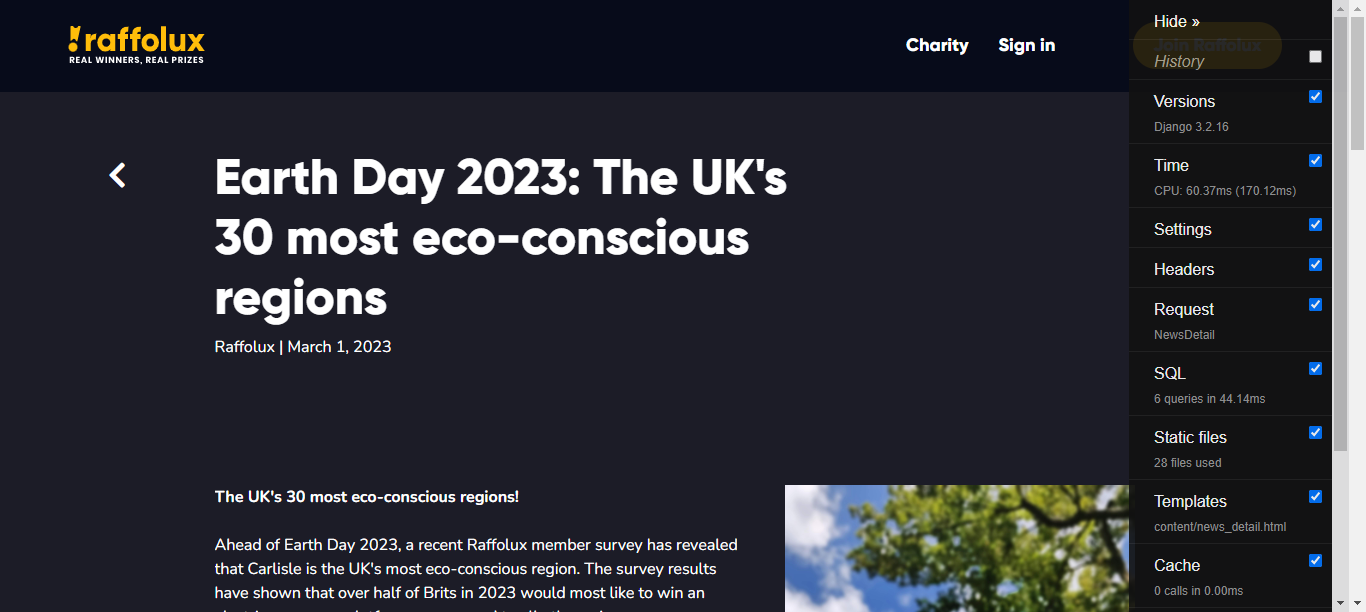 raffolux
REAL WINNERS, REAL PRIZES
Charity
Sign in
Join Raffolux
Hide »
History
Versions
Django 3.2.16
Time
CPU: 60.37ms (170.12ms)
Settings
Headers
Request
NewsDetail
SQL
6 queries in 44.14ms
Static files
28 files used
Templates
content/news_detail.html
Cache
0 calls in 0.00ms
Earth Day 2023: The UK's
30 most eco-conscious
regions
Raffolux | March 1, 2023
The UK's 30 most eco-conscious regions!
Ahead of Earth Day 2023, a recent Raffolux member survey has revealed
that Carlisle is the UK's most eco-conscious region. The survey results
have shown that over half of Brits in 2023 would most like to win an